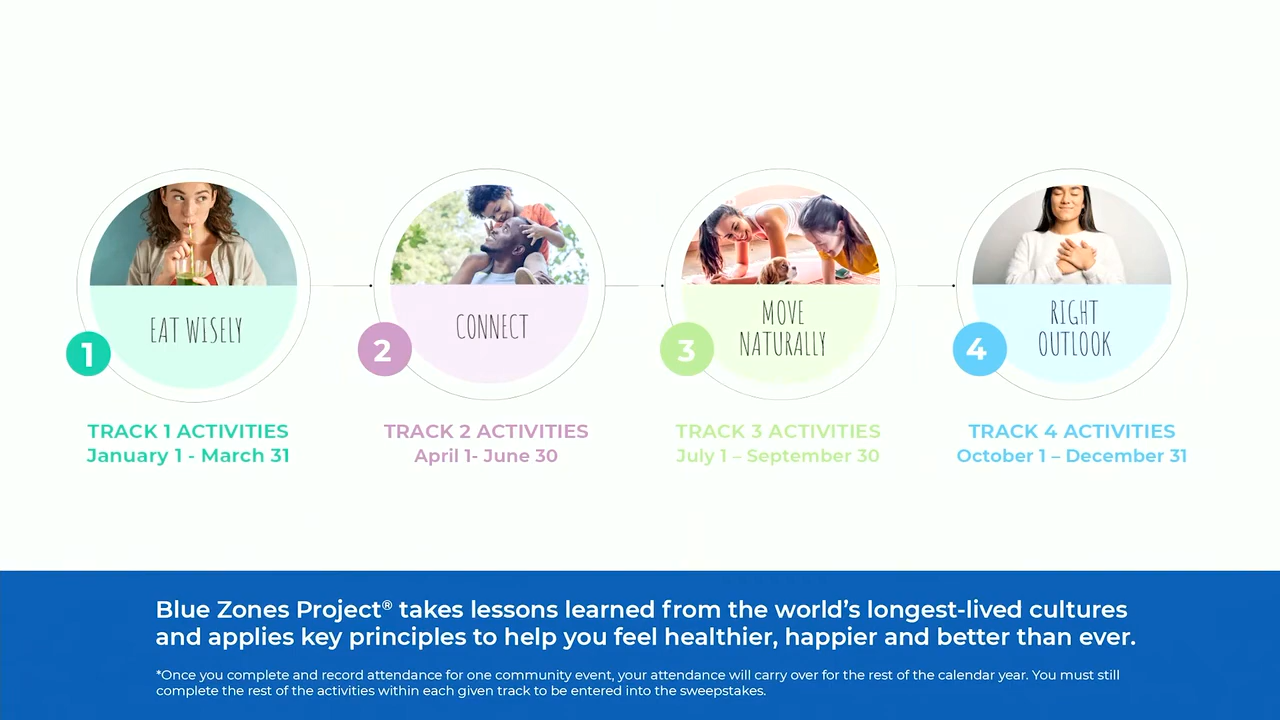 EAT WISELY
1
TRACK 1 ACTIVITIES
January 1 - March 31
CONNECT
2
TRACK 2 ACTIVITIES
April 1- June 30
MOVE
NATURALLY
3
TRACK 3 ACTIVITIES
July 1 – September 30
RIGHT
OUTLOOK
4
TRACK 4 ACTIVITIES
October 1 – December 31
Blue Zones Project® takes lessons learned from the world’s longest-lived cultures
and applies key principles to help you feel healthier, happier and better than ever.
*Once you complete and record attendance for one community event, your attendance will carry over for the rest of the calendar year. You must still
complete the rest of the activities within each given track to be entered into the sweepstakes.